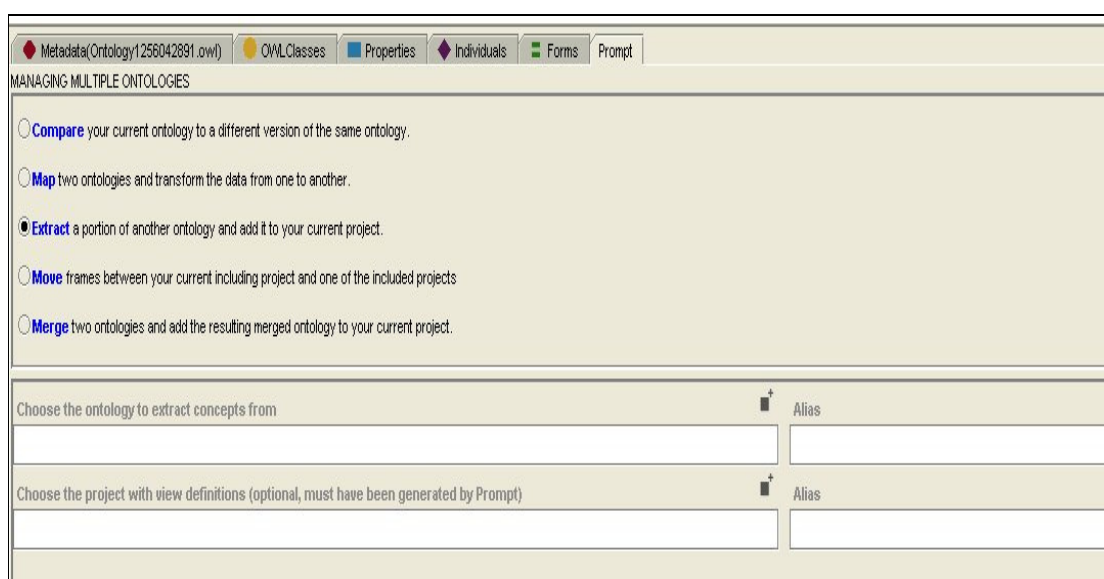 Metadata(Ontology1256042891.owl) OWLClasses Properties Individuals Forms Prompt
MANAGING MULTIPLE ONTOLOGIES
Compare your current ontology to a different version of the same ontology.
Map two ontologies and transform the data from one to another.
Extract a portion of another ontology and add it to your current project.
Move frames between your current including project and one of the included projects
Merge two ontologies and add the resulting merged ontology to your current project.
Choose the ontology to extract concepts from Alias
Choose the project with view definitions (optional, must have been generated by Prompt) Alias